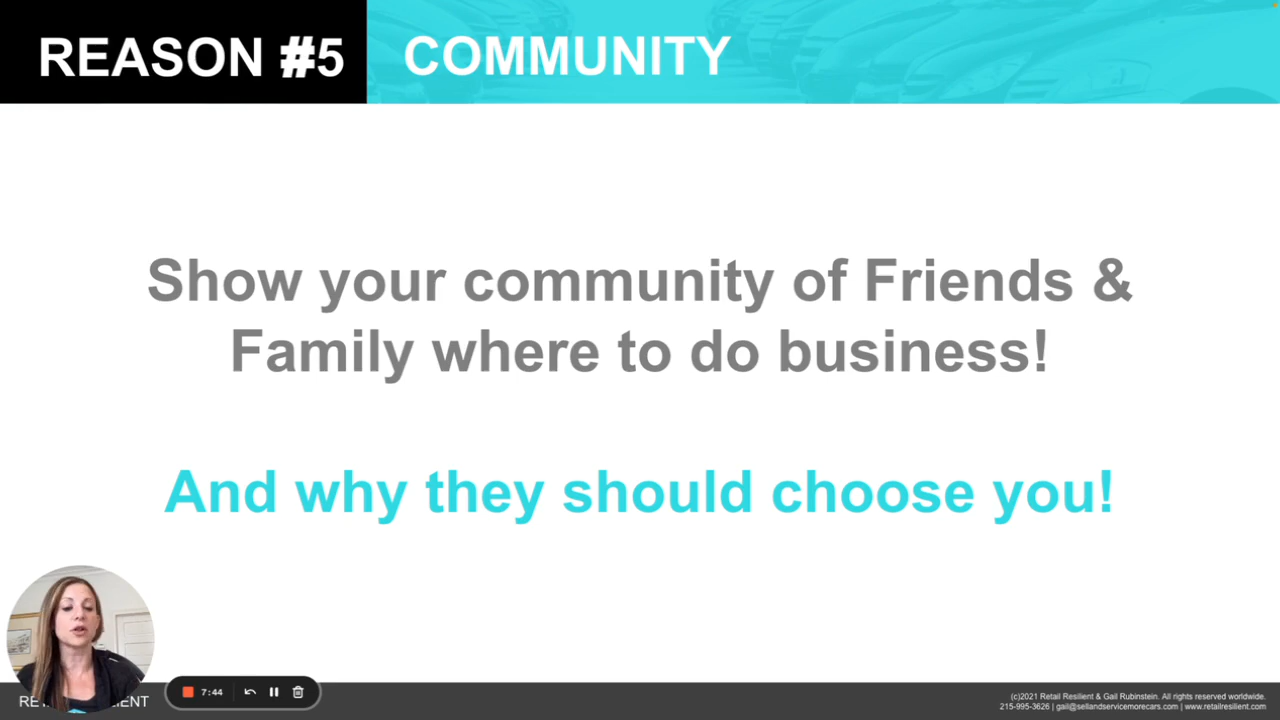 REASON #5
COMMUNITY
Show your community of Friends &
Family where to do business!
And why they should choose you!
7:44
(c)2021 Retail Resilient & Gail Rubinstein. All rights reserved worldwide.
215-995-3626 | gail@sellandservicemorecars.com | www.retailresilient.com